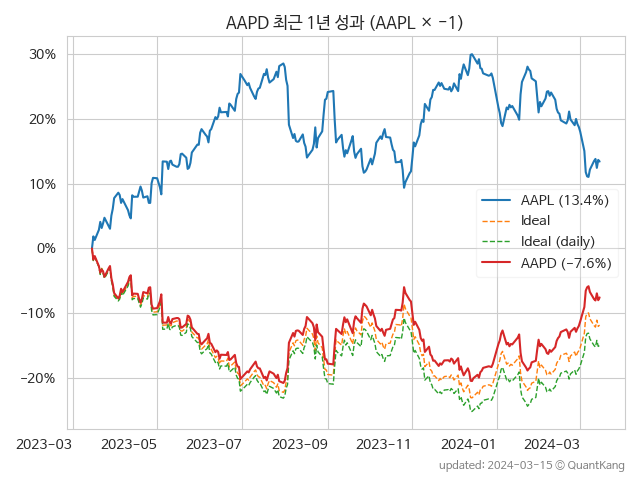 AAPD 최근 1년 성과 (AAPL × −1)
30%
20%
10%
0%
−10%
−20%
AAPL (13.4%)
Ideal
Ideal (daily)
AAPD (−7.6%)
2023-03 2023-05 2023-07 2023-09 2023-11 2024-01 2024-03
updated: 2024-03-15 © QuantKang